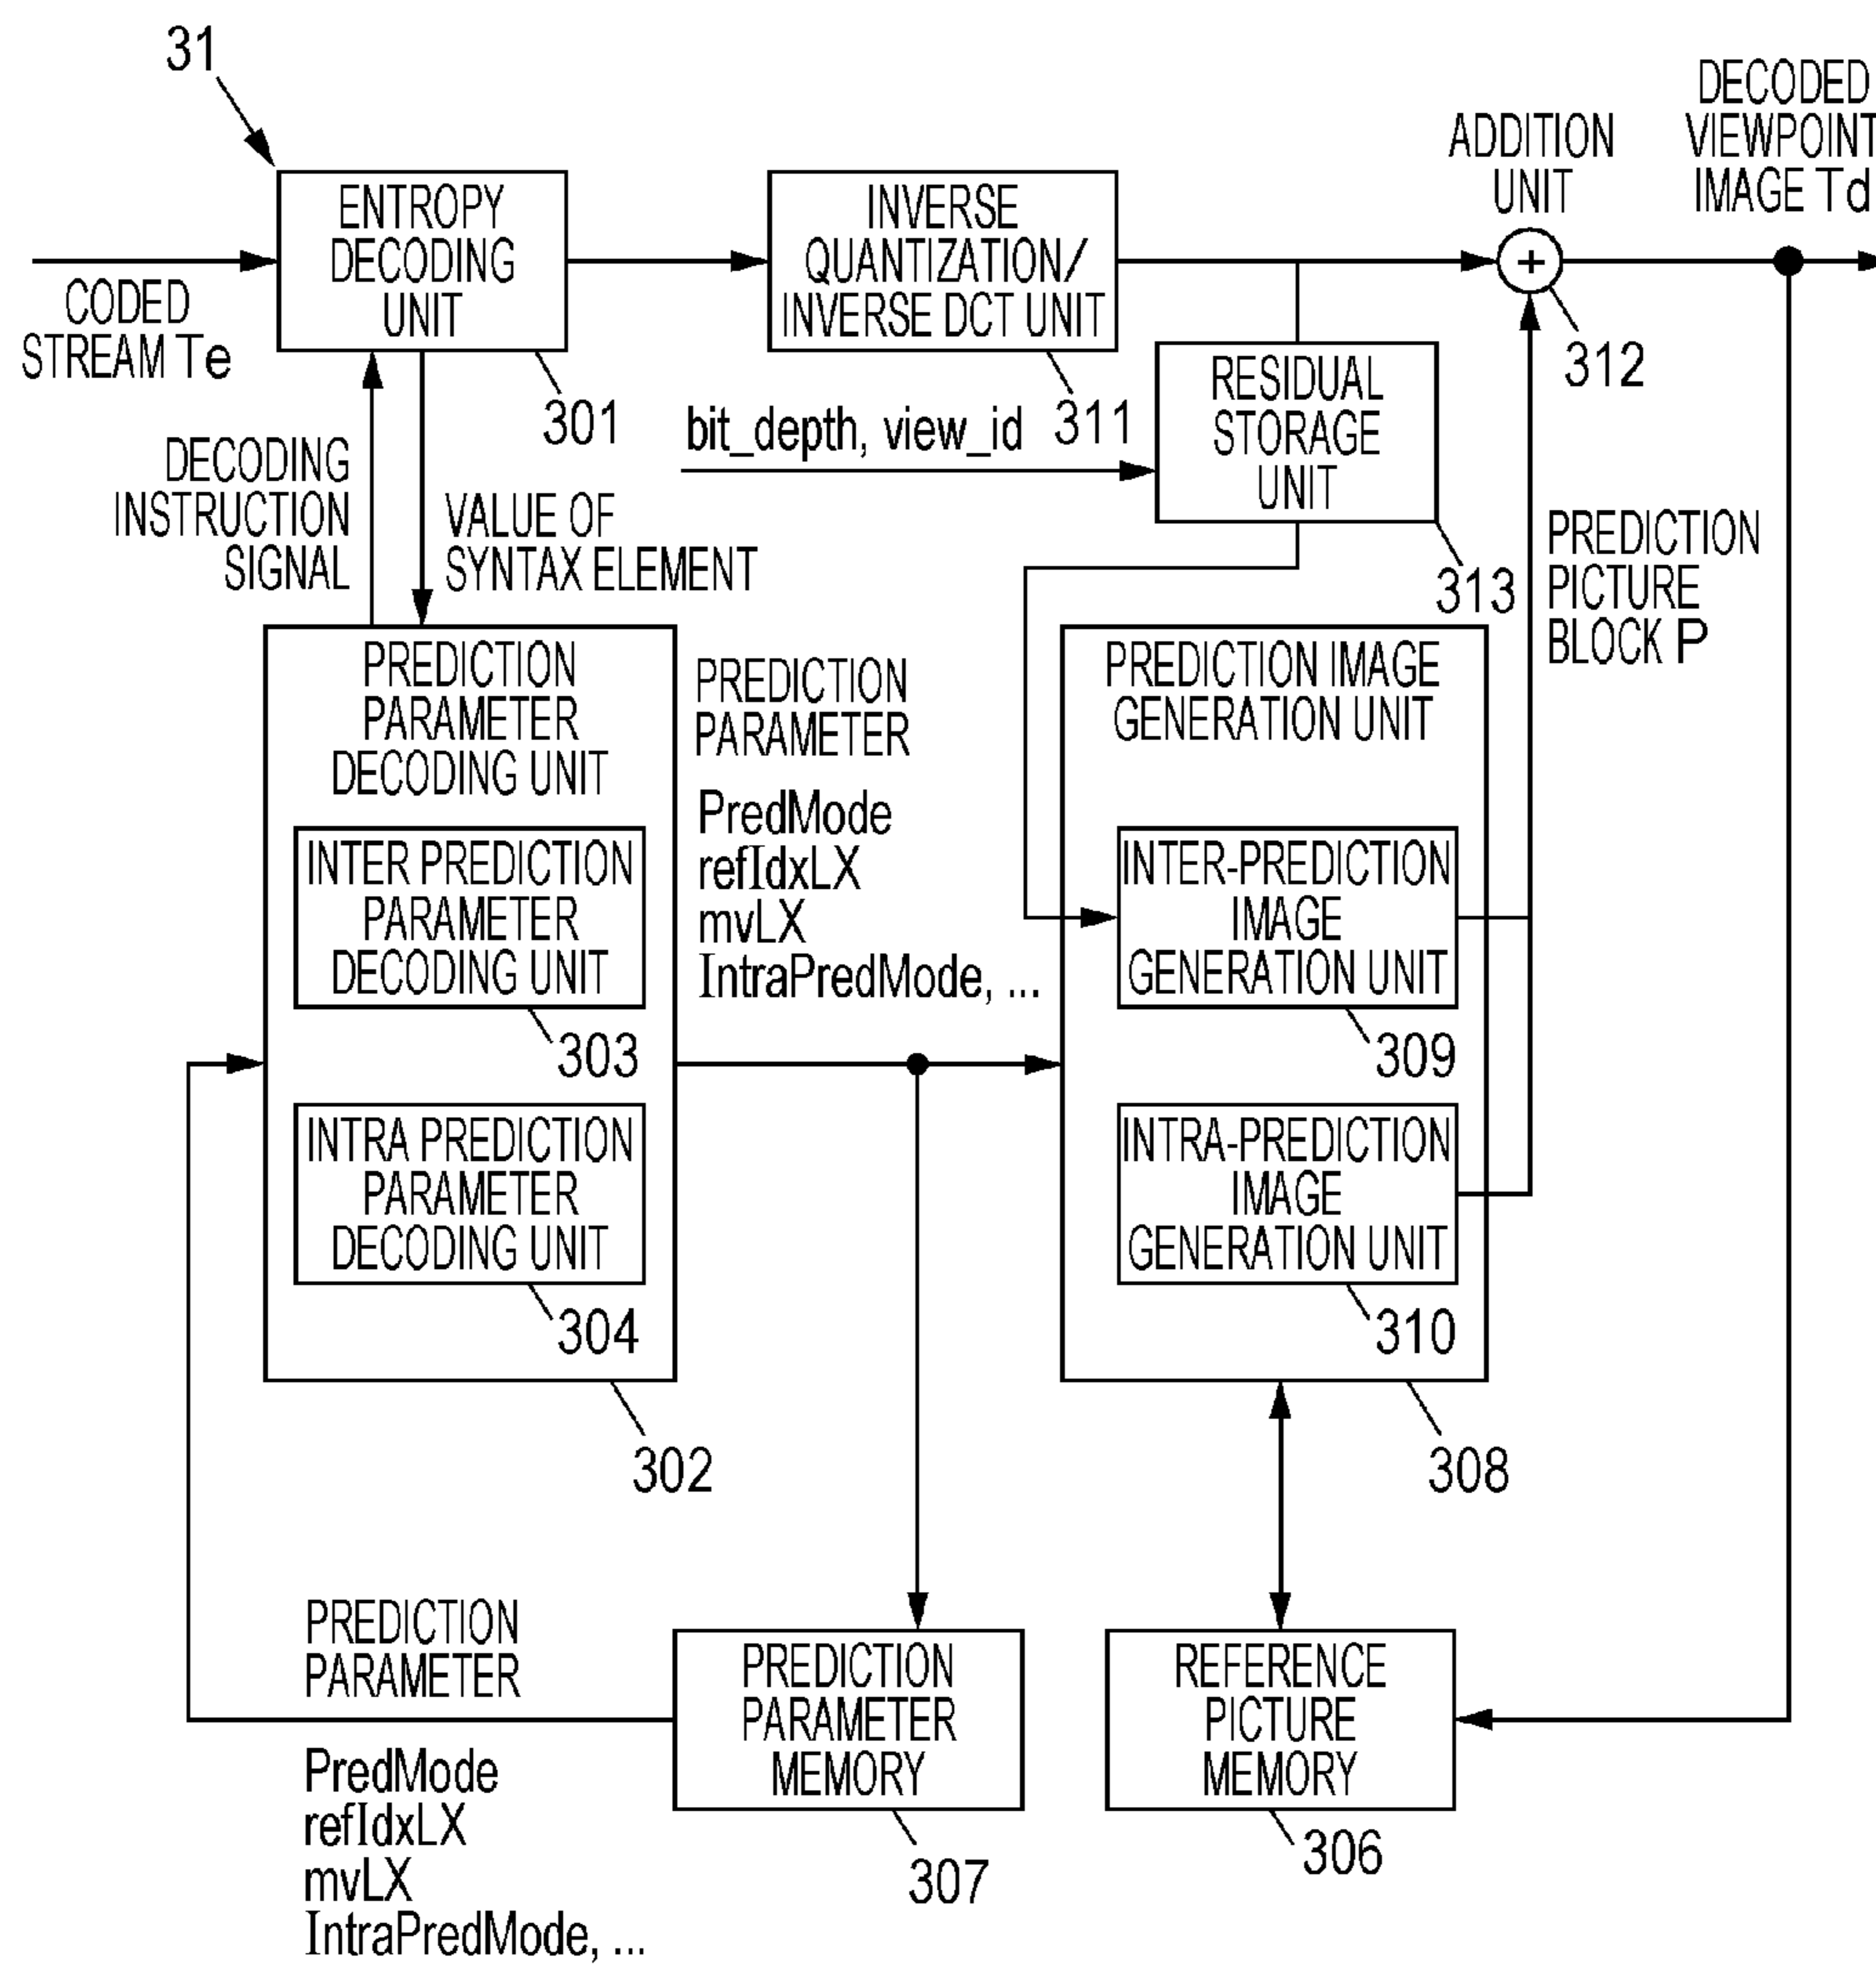 31
ENTROPY
DECODING
UNIT
301
CODED
STREAM Te
INVERSE
QUANTIZATION/
INVERSE DCT UNIT
311
ADDITION
UNIT
+
312
DECODED
VIEWPOINT
IMAGE Td
bit_depth, view_id
RESIDUAL
STORAGE
UNIT
313
DECODING
INSTRUCTION
SIGNAL
VALUE OF
SYNTAX ELEMENT
PREDICTION
PICTURE
BLOCK P
PREDICTION
PARAMETER
DECODING UNIT
INTER PREDICTION
PARAMETER
DECODING UNIT
303
INTRA PREDICTION
PARAMETER
DECODING UNIT
304
302
PREDICTION
PARAMETER
PredMode
refIdxLX
mvLX
IntraPredMode, ...
PREDICTION IMAGE
GENERATION UNIT
INTER-PREDICTION
IMAGE
GENERATION UNIT
309
INTRA-PREDICTION
IMAGE
GENERATION UNIT
310
308
PREDICTION
PARAMETER
PredMode
refIdxLX
mvLX
IntraPredMode, ...
PREDICTION
PARAMETER
MEMORY
307
REFERENCE
PICTURE
MEMORY
306